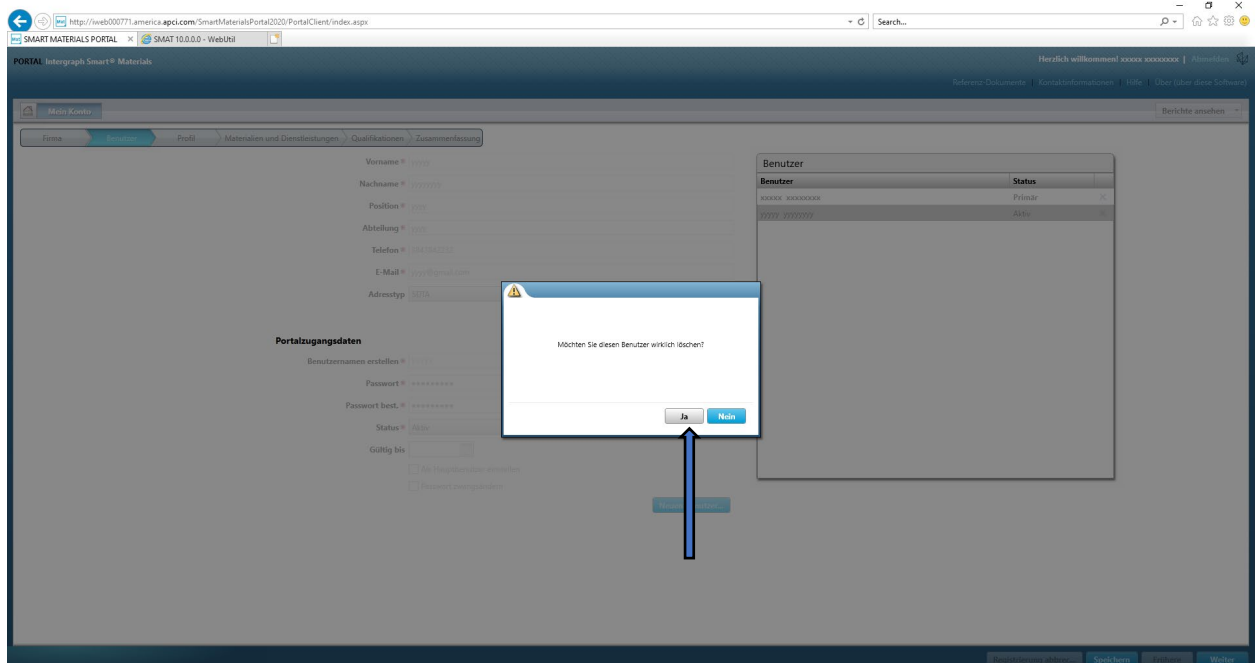 http://iweb000771.america.apci.com/SmartMaterialsPortal2020/PortalClient/index.aspx
Search...
SMART MATERIALS PORTAL
SMAT 10.0.0.0 - WebUtil
PORTAL Intergraph Smart® Materials
Herzlich willkommen! xxxxx xxxxxxxx | Abmelden
Referenz-Dokumente | Kontaktinformationen | Hilfe | Über (über diese Software)
Mein Konto
Berichte ansehen
Firma Benutzer Profil Materialien und Dienstleistungen Qualifikationen Zusammenfassung
Vorname
Nachname
Position
Abteilung
Telefon
E-Mail
Adresstyp
Portalzugangsdaten
Benutzernamen erstellen
Passwort
Passwort best.
Status Aktiv
Gültig bis
Benutzer
Benutzer Status
xxxxx xxxxxxxx Primär
yyyyy yyyyyyyy Aktiv
Möchten Sie diesen Benutzer wirklich löschen?
Ja Nein
Speichern
Weiter